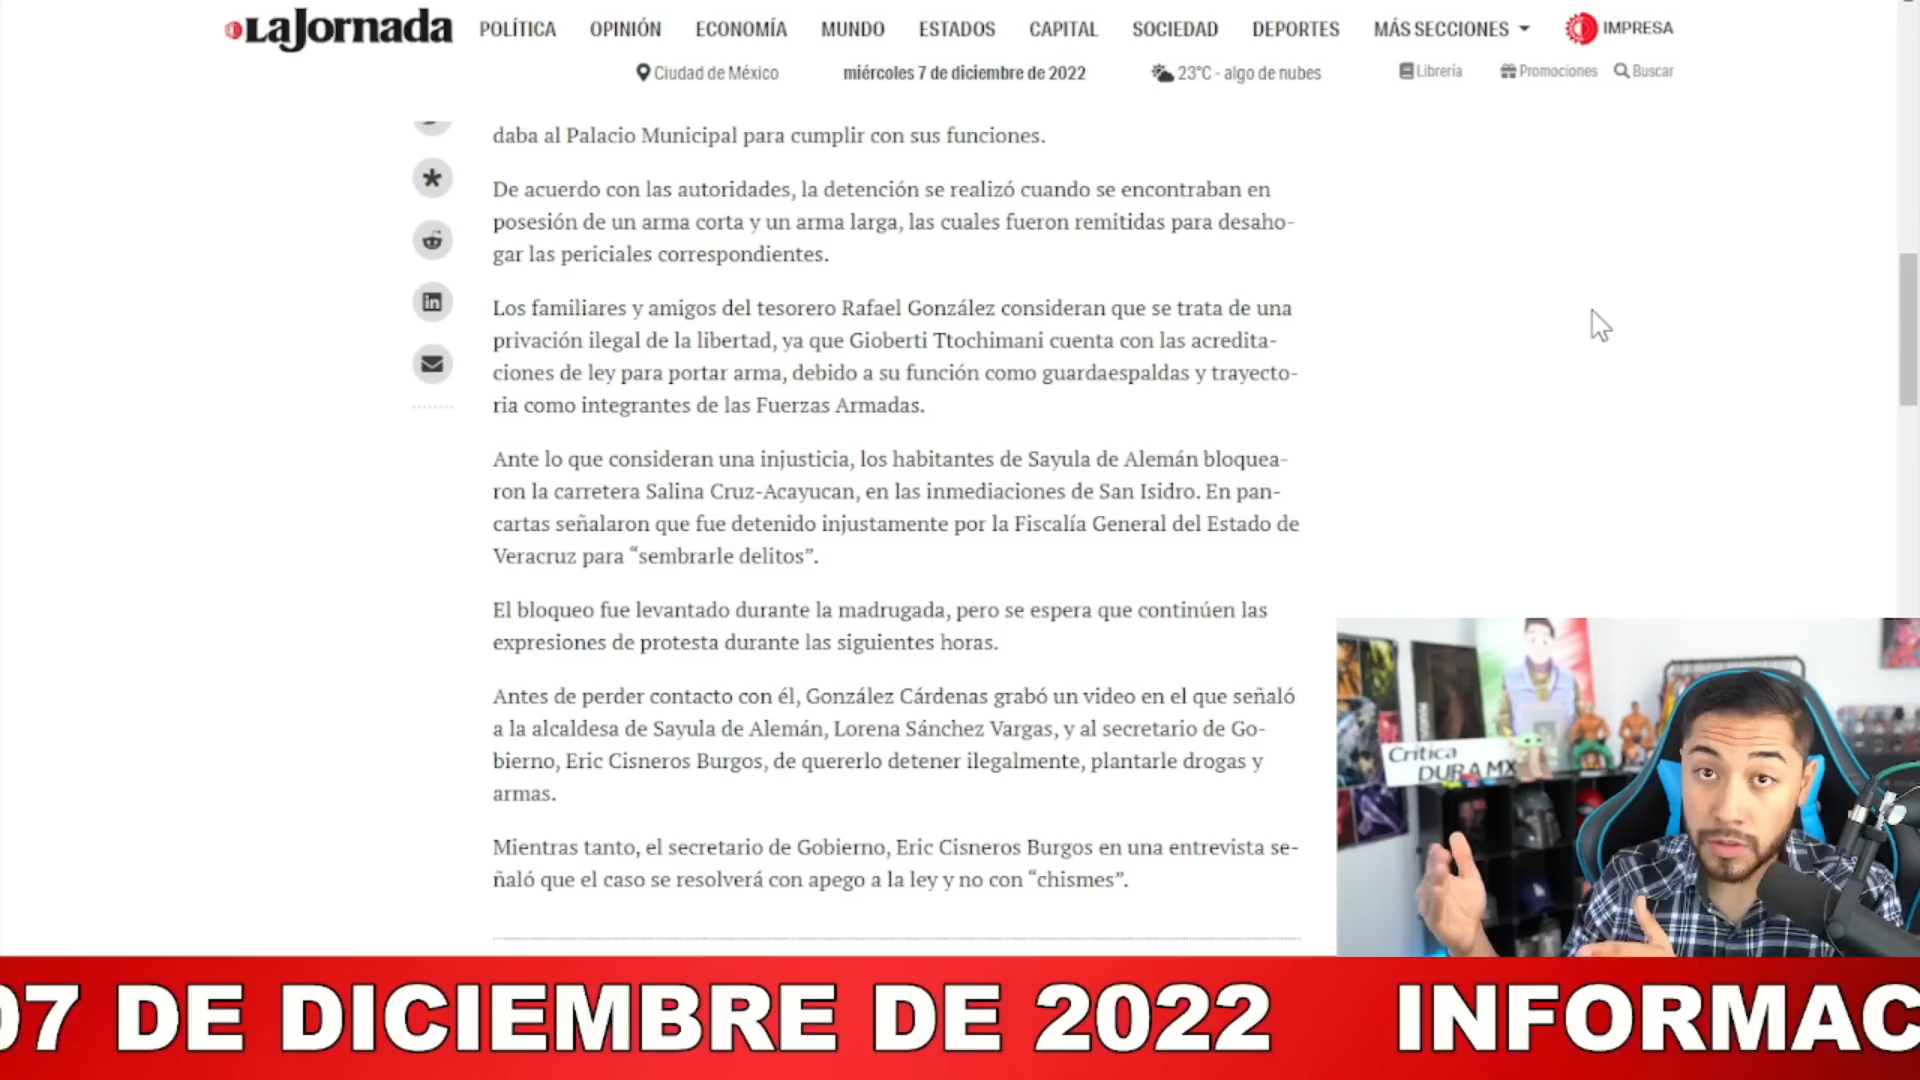 LaJornada
POLÍTICA OPINIÓN ECONOMÍA MUNDO ESTADOS CAPITAL SOCIEDAD DEPORTES MÁS SECCIONES IMPRESA
Ciudad de México miércoles 7 de diciembre de 2022 23°C - algo de nubes Librería Promociones Buscar
daba al Palacio Municipal para cumplir con sus funciones.
De acuerdo con las autoridades, la detención se realizó cuando se encontraban en
posesión de un arma corta y un arma larga, las cuales fueron remitidas para desaho-
gar las periciales correspondientes.
Los familiares y amigos del tesorero Rafael González consideran que se trata de una
privación ilegal de la libertad, ya que Gioberti Ttochimani cuenta con las acredita-
ciones de ley para portar arma, debido a su función como guardaespaldas y trayecto-
ria como integrantes de las Fuerzas Armadas.
Ante lo que consideran una injusticia, los habitantes de Sayula de Alemán bloquea-
ron la carretera Salina Cruz-Acayucan, en las inmediaciones de San Isidro. En pan-
cartas señalaron que fue detenido injustamente por la Fiscalía General del Estado de
Veracruz para “sembrarle delitos”.
El bloqueo fue levantado durante la madrugada, pero se espera que continúen las
expresiones de protesta durante las siguientes horas.
Antes de perder contacto con él, González Cárdenas grabó un video en el que señaló
a la alcaldesa de Sayula de Alemán, Lorena Sánchez Vargas, y al secretario de Go-
bierno, Eric Cisneros Burgos, de quererlo detener ilegalmente, plantarle drogas y
armas.
Mientras tanto, el secretario de Gobierno, Eric Cisneros Burgos en una entrevista se-
ñaló que el caso se resolverá con apego a la ley y no con “chismes”.
Crítica
DURA MX
07 DE DICIEMBRE DE 2022 INFORMAC